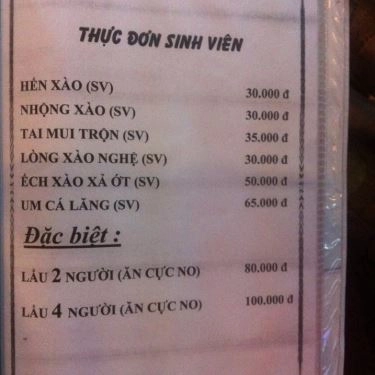 THỰC ĐƠN SINH VIÊN
HẾN XÀO (SV) 30.000 đ
NHỘNG XÀO (SV) 30.000 đ
TAI MUI TRỘN (SV) 35.000 đ
LÒNG XÀO NGHỆ (SV) 30.000 đ
ẾCH XÀO XẢ ỚT (SV) 50.000 đ
UM CÁ LĂNG (SV) 65.000 đ
Đặc biệt :
LẨU 2 NGƯỜI (ĂN CỰC NO) 80.000 đ
LẨU 4 NGƯỜI (ĂN CỰC NO) 100.000 đ